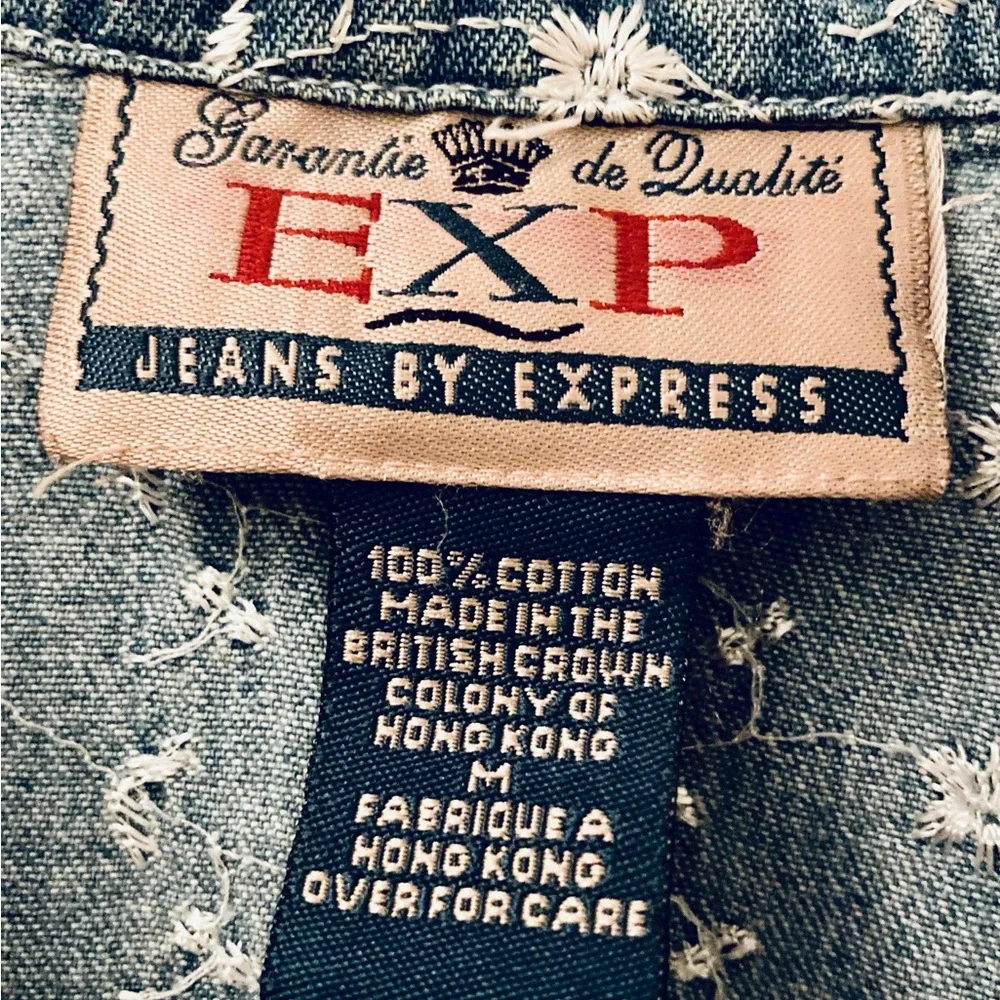 Garantie de Qualité
EXP
JEANS BY EXPRESS
100% COTTON
MADE IN THE
BRITISH CROWN
COLONY OF
HONG KONG
M
FABRIQUE A
HONG KONG
OVER FOR CARE